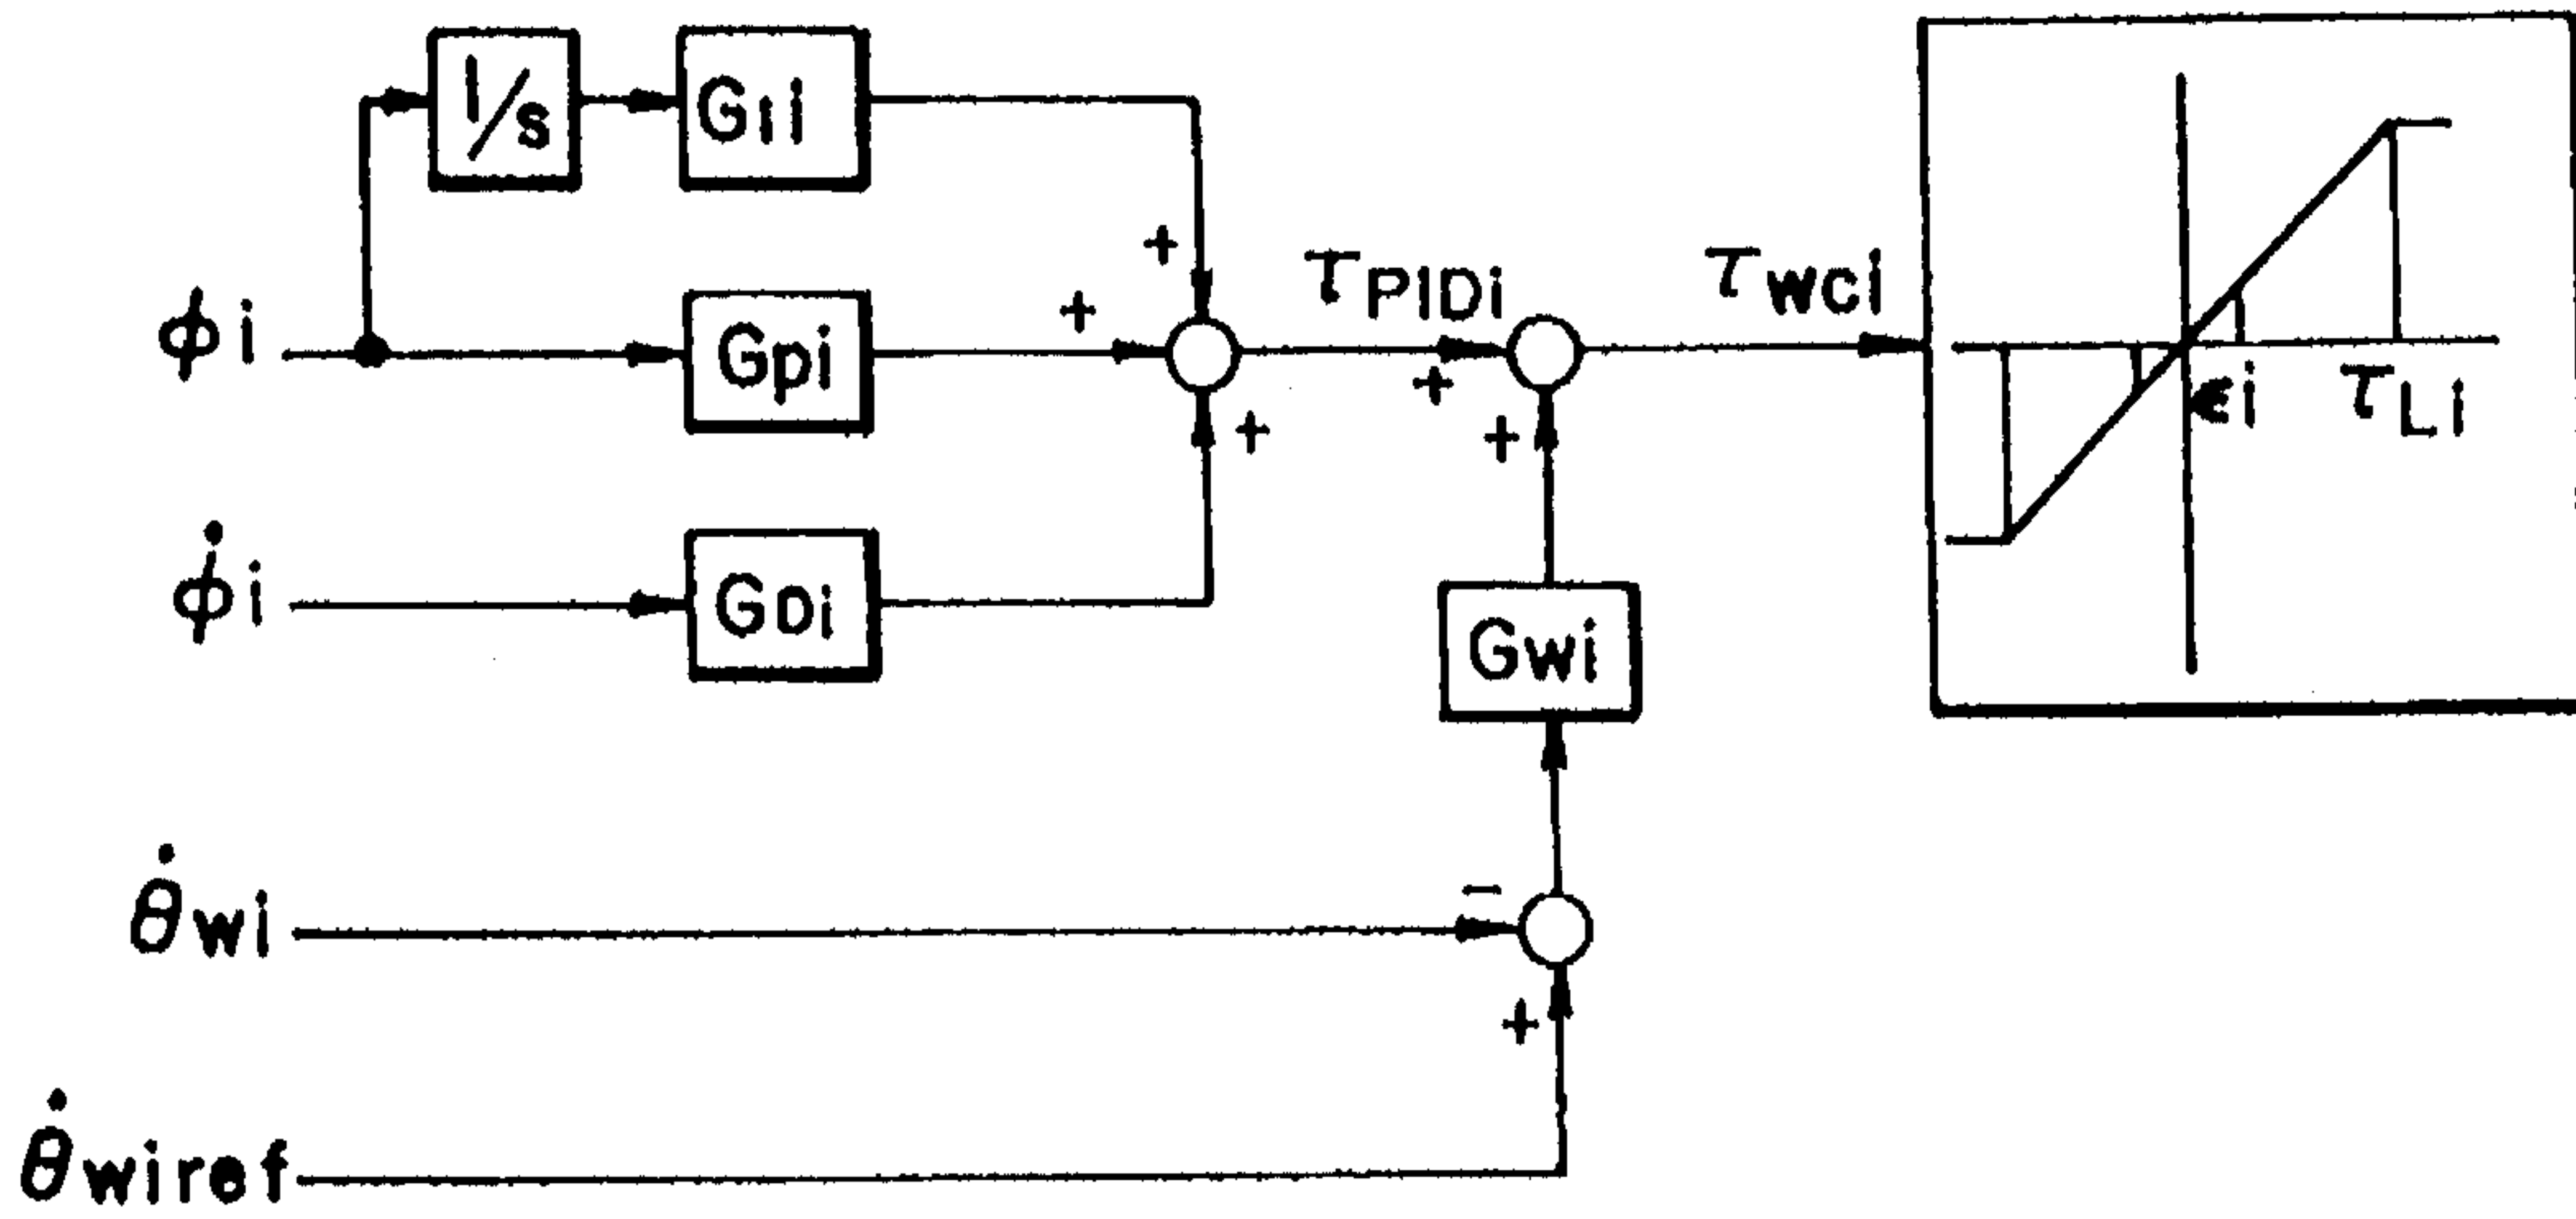 1/s
GIi
+
ϕi
Gpi
+
τPIDi
+
τwci
ϵi
τLi
ϕ̇i
GDi
+
+
Gwi
θ̇wi
−
+
θ̇wiref